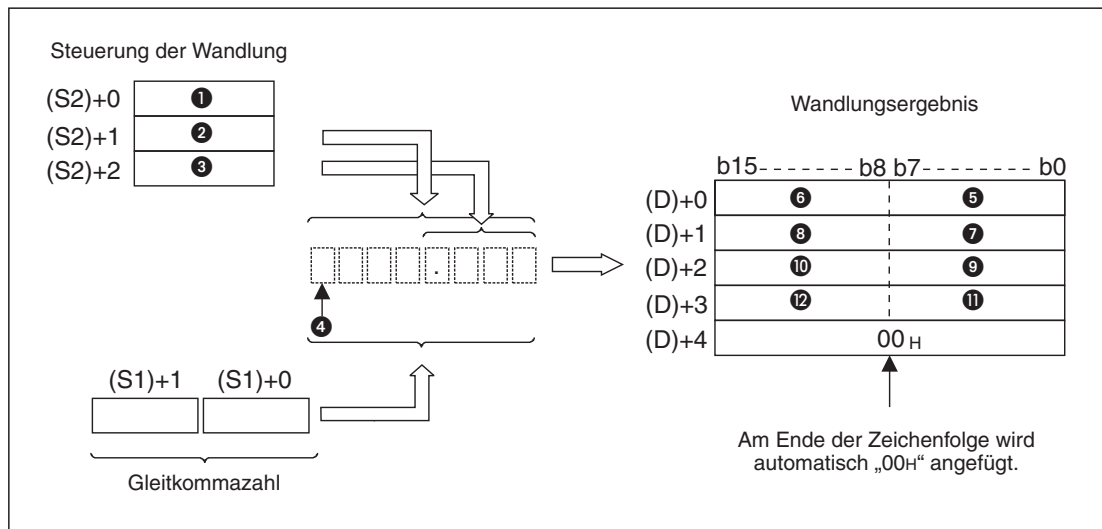 Steuerung der Wandlung
(S2)+0 ❶
(S2)+1 ❷
(S2)+2 ❸
.
❹
(S1)+1 (S1)+0
Gleitkommazahl
Wandlungsergebnis
b15 - - - - - - - b8 b7 - - - - - - - - - b0
(D)+0 ❻ ❺
(D)+1 ❽ ❼
(D)+2 ❿ ❾
(D)+3 ⓬ ⓫
(D)+4 00H
Am Ende der Zeichenfolge wird
automatisch „00H“ angefügt.